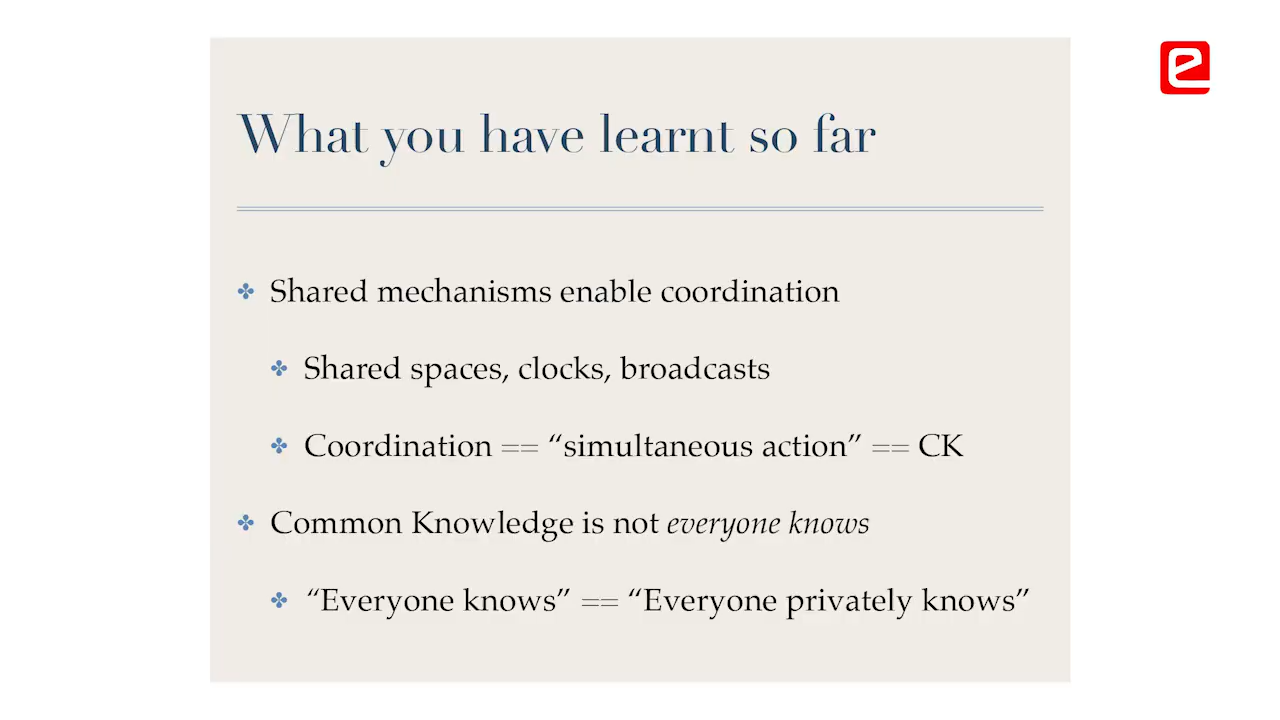 What you have learnt so far
Shared mechanisms enable coordination
Shared spaces, clocks, broadcasts
Coordination == “simultaneous action” == CK
Common Knowledge is not everyone knows
“Everyone knows” == “Everyone privately knows”
e